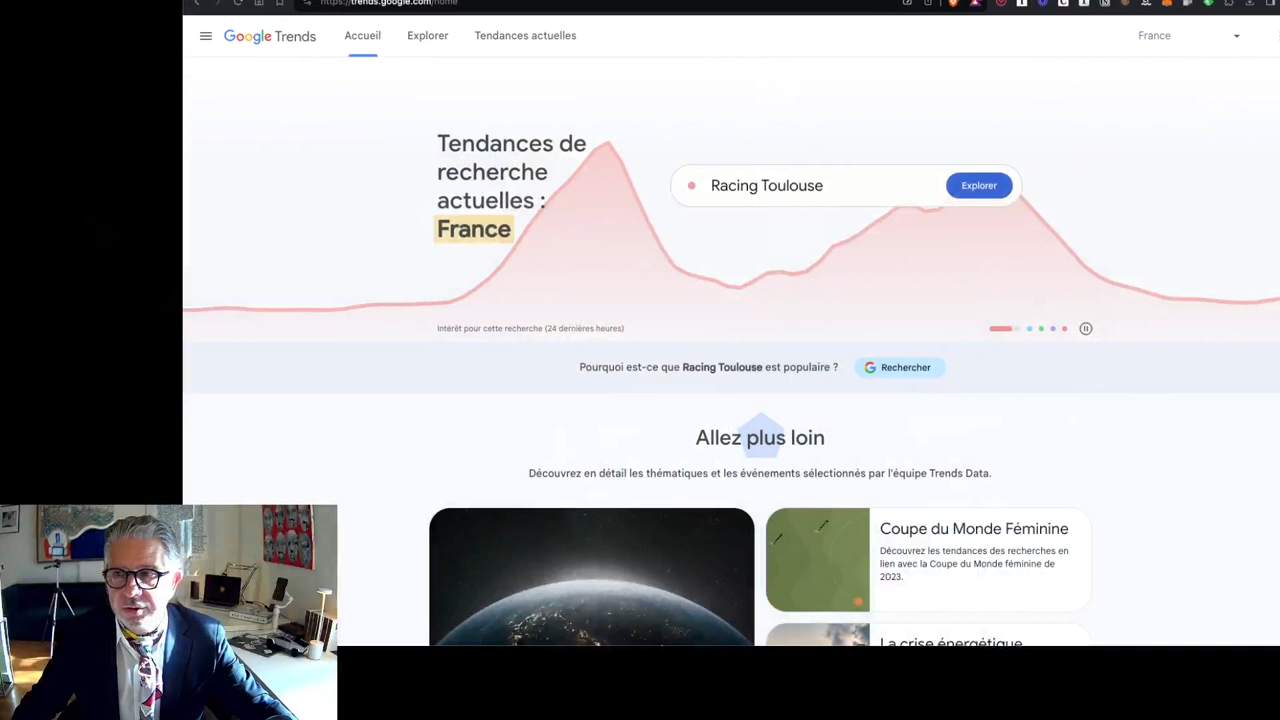 https://trends.google.com/home
Google Trends
Accueil
Explorer
Tendances actuelles
France
Tendances de
recherche
actuelles :
France
Racing Toulouse
Explorer
Intérêt pour cette recherche (24 dernières heures)
Pourquoi est-ce que Racing Toulouse est populaire ?
Rechercher
Allez plus loin
Découvrez en détail les thématiques et les événements sélectionnés par l'équipe Trends Data.
Coupe du Monde Féminine
Découvrez les tendances des recherches en
lien avec la Coupe du Monde féminine de
2023.
La crise énergétique